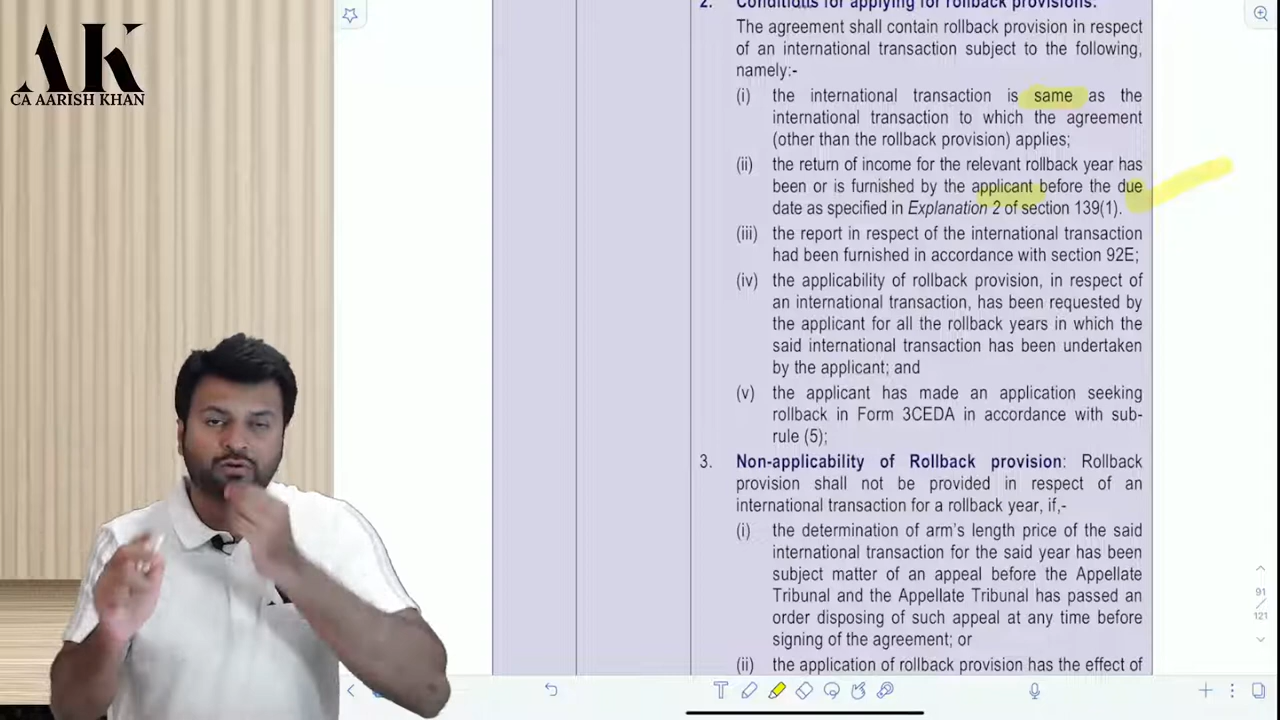 AK
CA AARISH KHAN
2. Conditions for applying for rollback provisions:
The agreement shall contain rollback provision in respect
of an international transaction subject to the following,
namely:-
(i) the international transaction is same as the
international transaction to which the agreement
(other than the rollback provision) applies;
(ii) the return of income for the relevant rollback year has
been or is furnished by the applicant before the due
date as specified in Explanation 2 of section 139(1).
(iii) the report in respect of the international transaction
had been furnished in accordance with section 92E;
(iv) the applicability of rollback provision, in respect of
an international transaction, has been requested by
the applicant for all the rollback years in which the
said international transaction has been undertaken
by the applicant; and
(v) the applicant has made an application seeking
rollback in Form 3CEDA in accordance with sub-
rule (5);
3. Non-applicability of Rollback provision: Rollback
provision shall not be provided in respect of an
international transaction for a rollback year, if,-
(i) the determination of arm's length price of the said
international transaction for the said year has been
subject matter of an appeal before the Appellate
Tribunal and the Appellate Tribunal has passed an
order disposing of such appeal at any time before
signing of the agreement; or
(ii) the application of rollback provision has the effect of
91
121